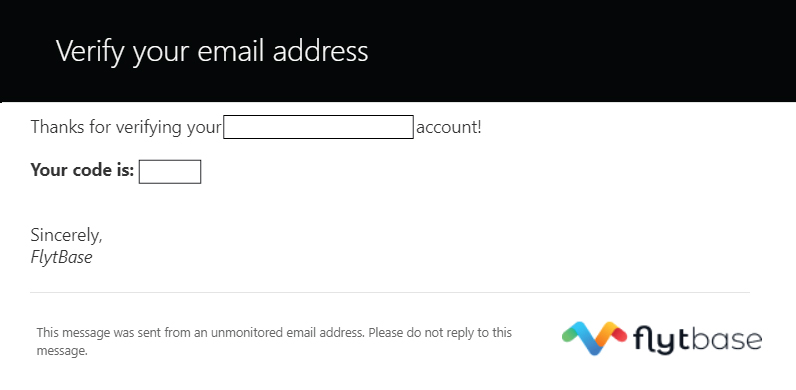 Verify your email address
Thanks for verifying your account!
Your code is:
Sincerely,
FlytBase
This message was sent from an unmonitored email address. Please do not reply to this
message.
flytbase